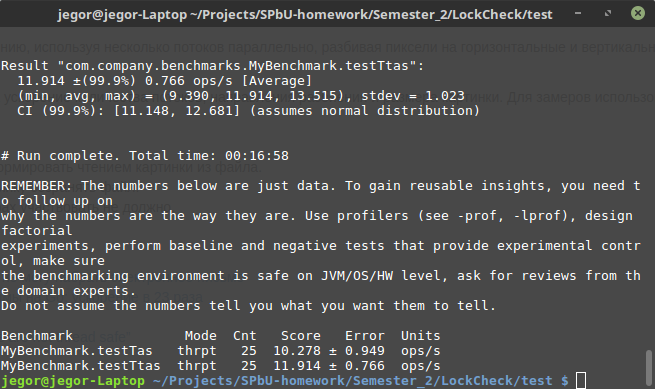 jegor@jegor-Laptop ~/Projects/SPbU-homework/Semester_2/LockCheck/test
Result "com.company.benchmarks.MyBenchmark.testTtas":
  11.914 ±(99.9%) 0.766 ops/s [Average]
  (min, avg, max) = (9.390, 11.914, 13.515), stdev = 1.023
  CI (99.9%): [11.148, 12.681] (assumes normal distribution)
# Run complete. Total time: 00:16:58
REMEMBER: The numbers below are just data. To gain reusable insights, you need t
o follow up on
why the numbers are the way they are. Use profilers (see -prof, -lprof), design
factorial
experiments, perform baseline and negative tests that provide experimental contr
ol, make sure
the benchmarking environment is safe on JVM/OS/HW level, ask for reviews from th
e domain experts.
Do not assume the numbers tell you what you want them to tell.
Benchmark             Mode  Cnt   Score   Error  Units
MyBenchmark.testTas   thrpt   25  10.278 ± 0.949  ops/s
MyBenchmark.testTtas  thrpt   25  11.914 ± 0.766  ops/s
jegor@jegor-Laptop ~/Projects/SPbU-homework/Semester_2/LockCheck/test $